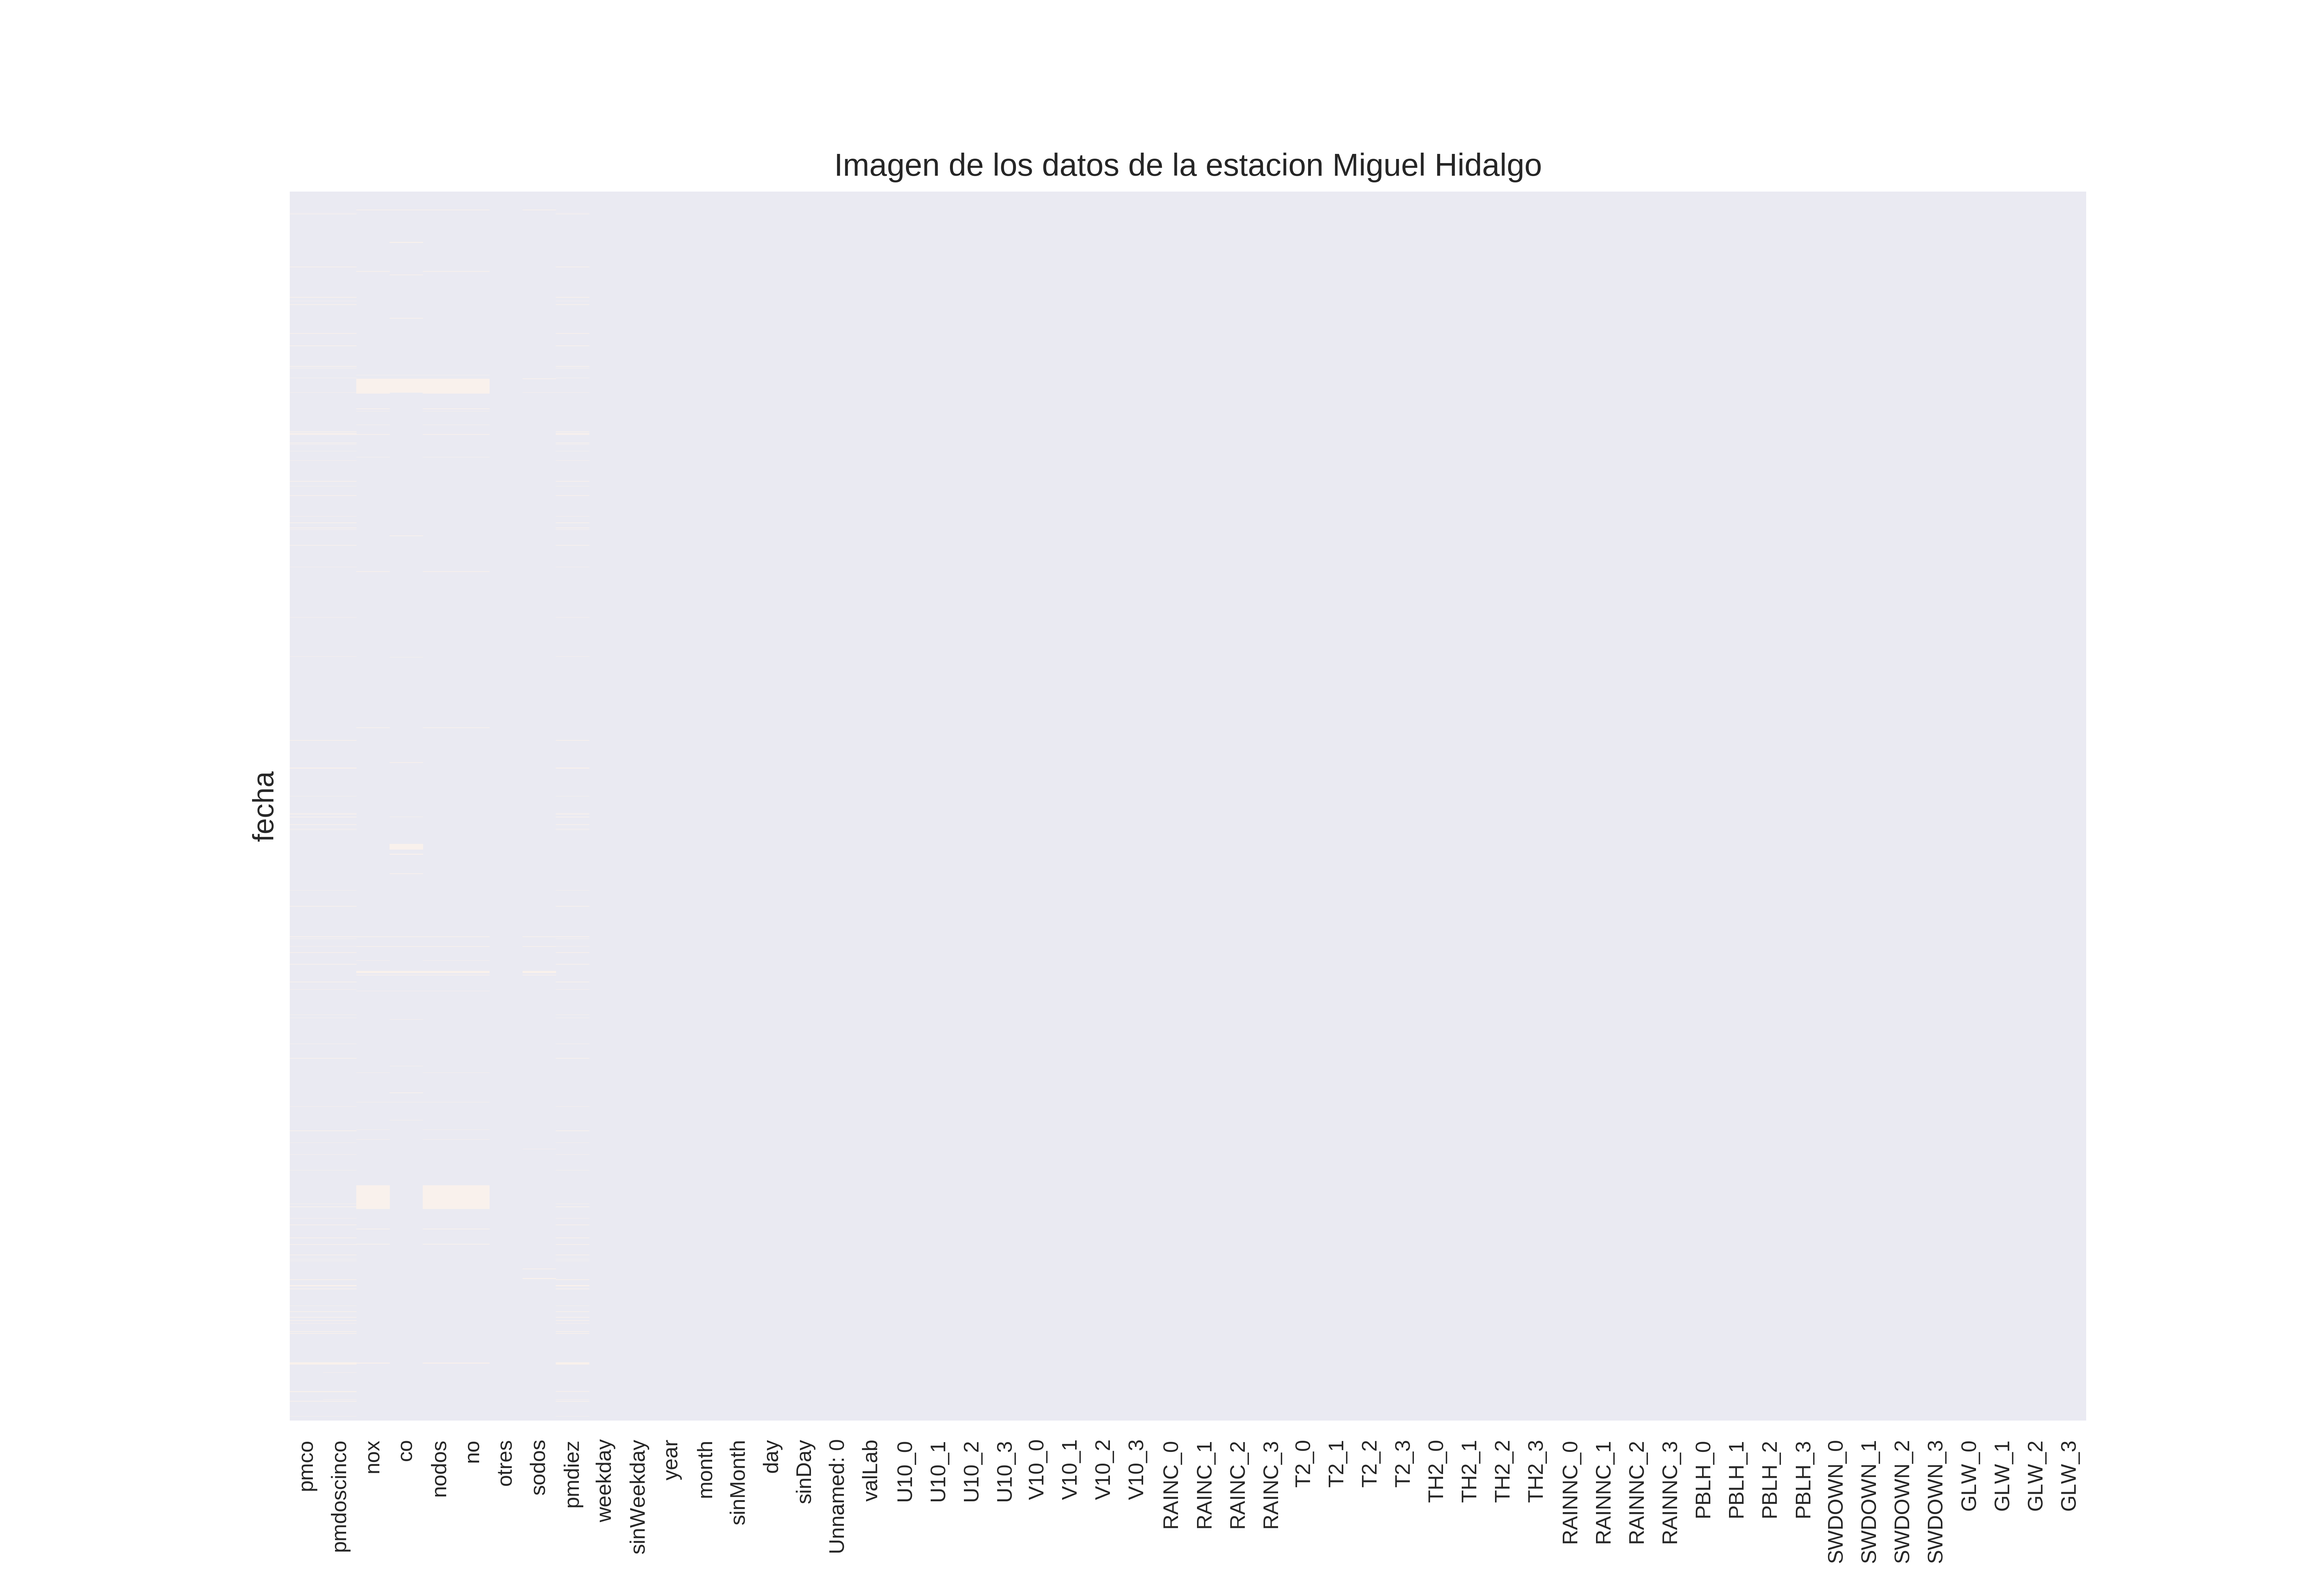 Imagen de los datos de la estacion Miguel Hidalgo
fecha
pmco
pmdoscinco
nox
co
nodos
no
otres
sodos
pmdiez
weekday
sinWeekday
year
month
sinMonth
day
sinDay
Unnamed: 0
valLab
U10_0
U10_1
U10_2
U10_3
V10_0
V10_1
V10_2
V10_3
RAINC_0
RAINC_1
RAINC_2
RAINC_3
T2_0
T2_1
T2_2
T2_3
TH2_0
TH2_1
TH2_2
TH2_3
RAINNC_0
RAINNC_1
RAINNC_2
RAINNC_3
PBLH_0
PBLH_1
PBLH_2
PBLH_3
SWDOWN_0
SWDOWN_1
SWDOWN_2
SWDOWN_3
GLW_0
GLW_1
GLW_2
GLW_3